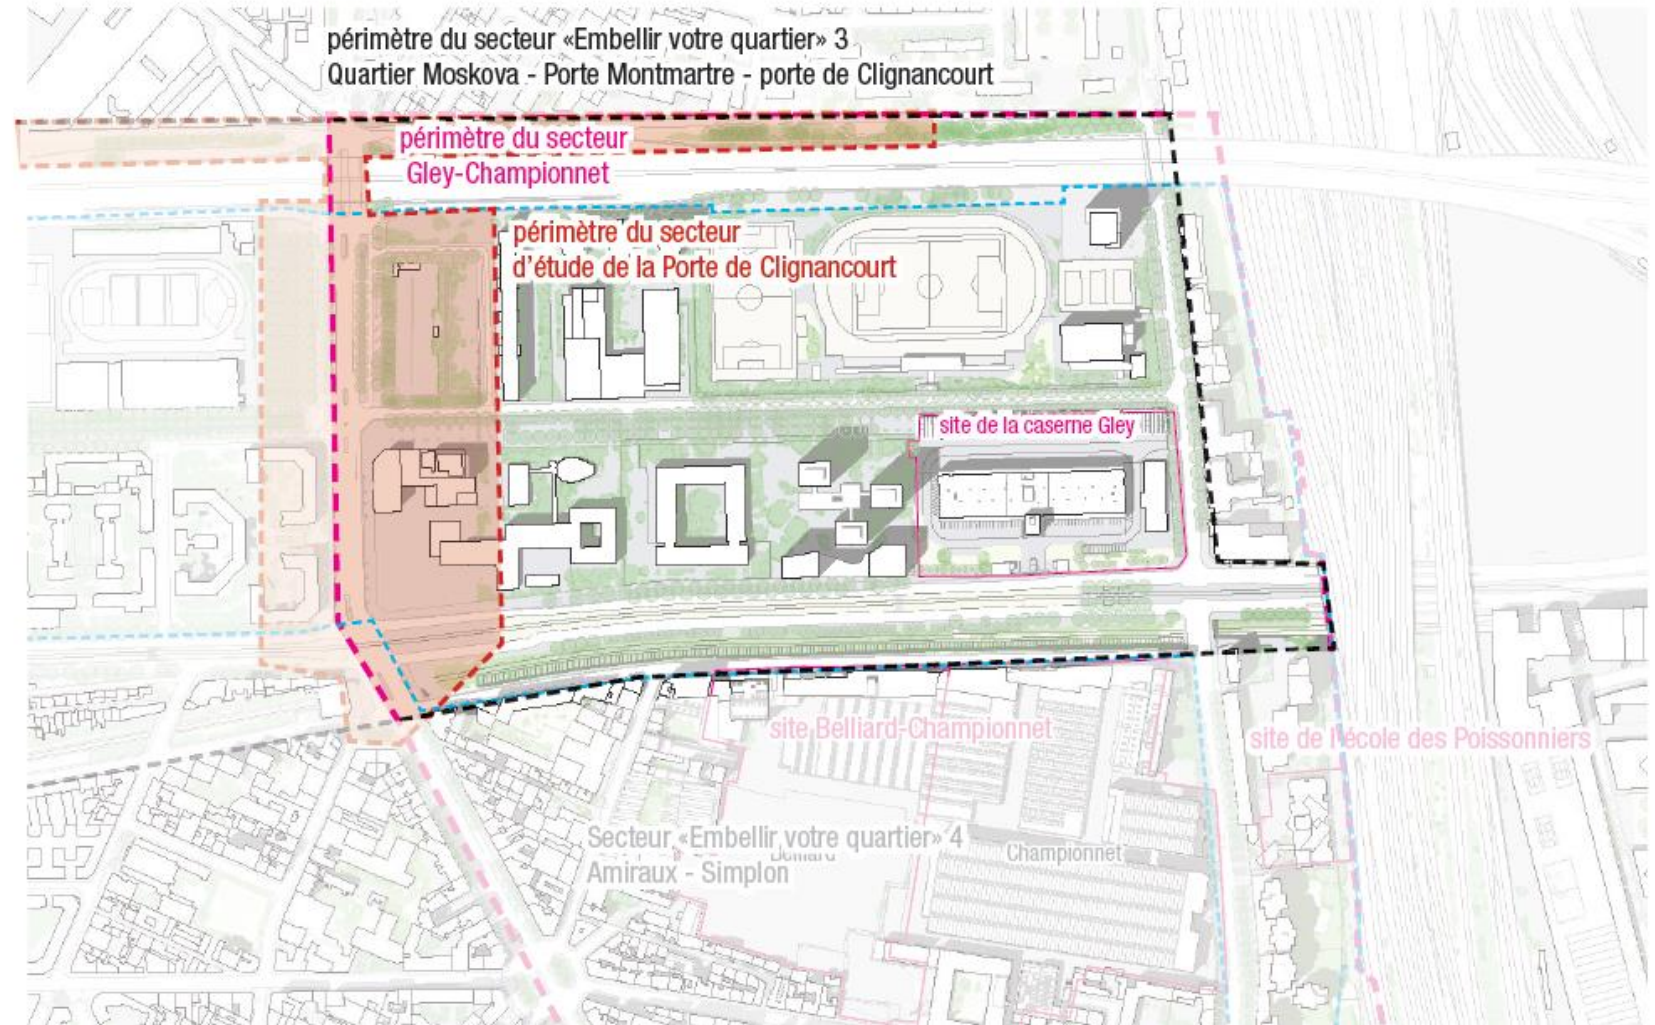 périmètre du secteur «Embellir votre quartier» 3
Quartier Moskova - Porte Montmartre - porte de Clignancourt
périmètre du secteur
Gley-Championnet
périmètre du secteur
d'étude de la Porte de Clignancourt
site de la caserne Gley
site Belliard-Championnet
site de l'école des Poissonniers
Secteur «Embellir votre quartier» 4
Belliard
Championnet
Amiraux - Simplon